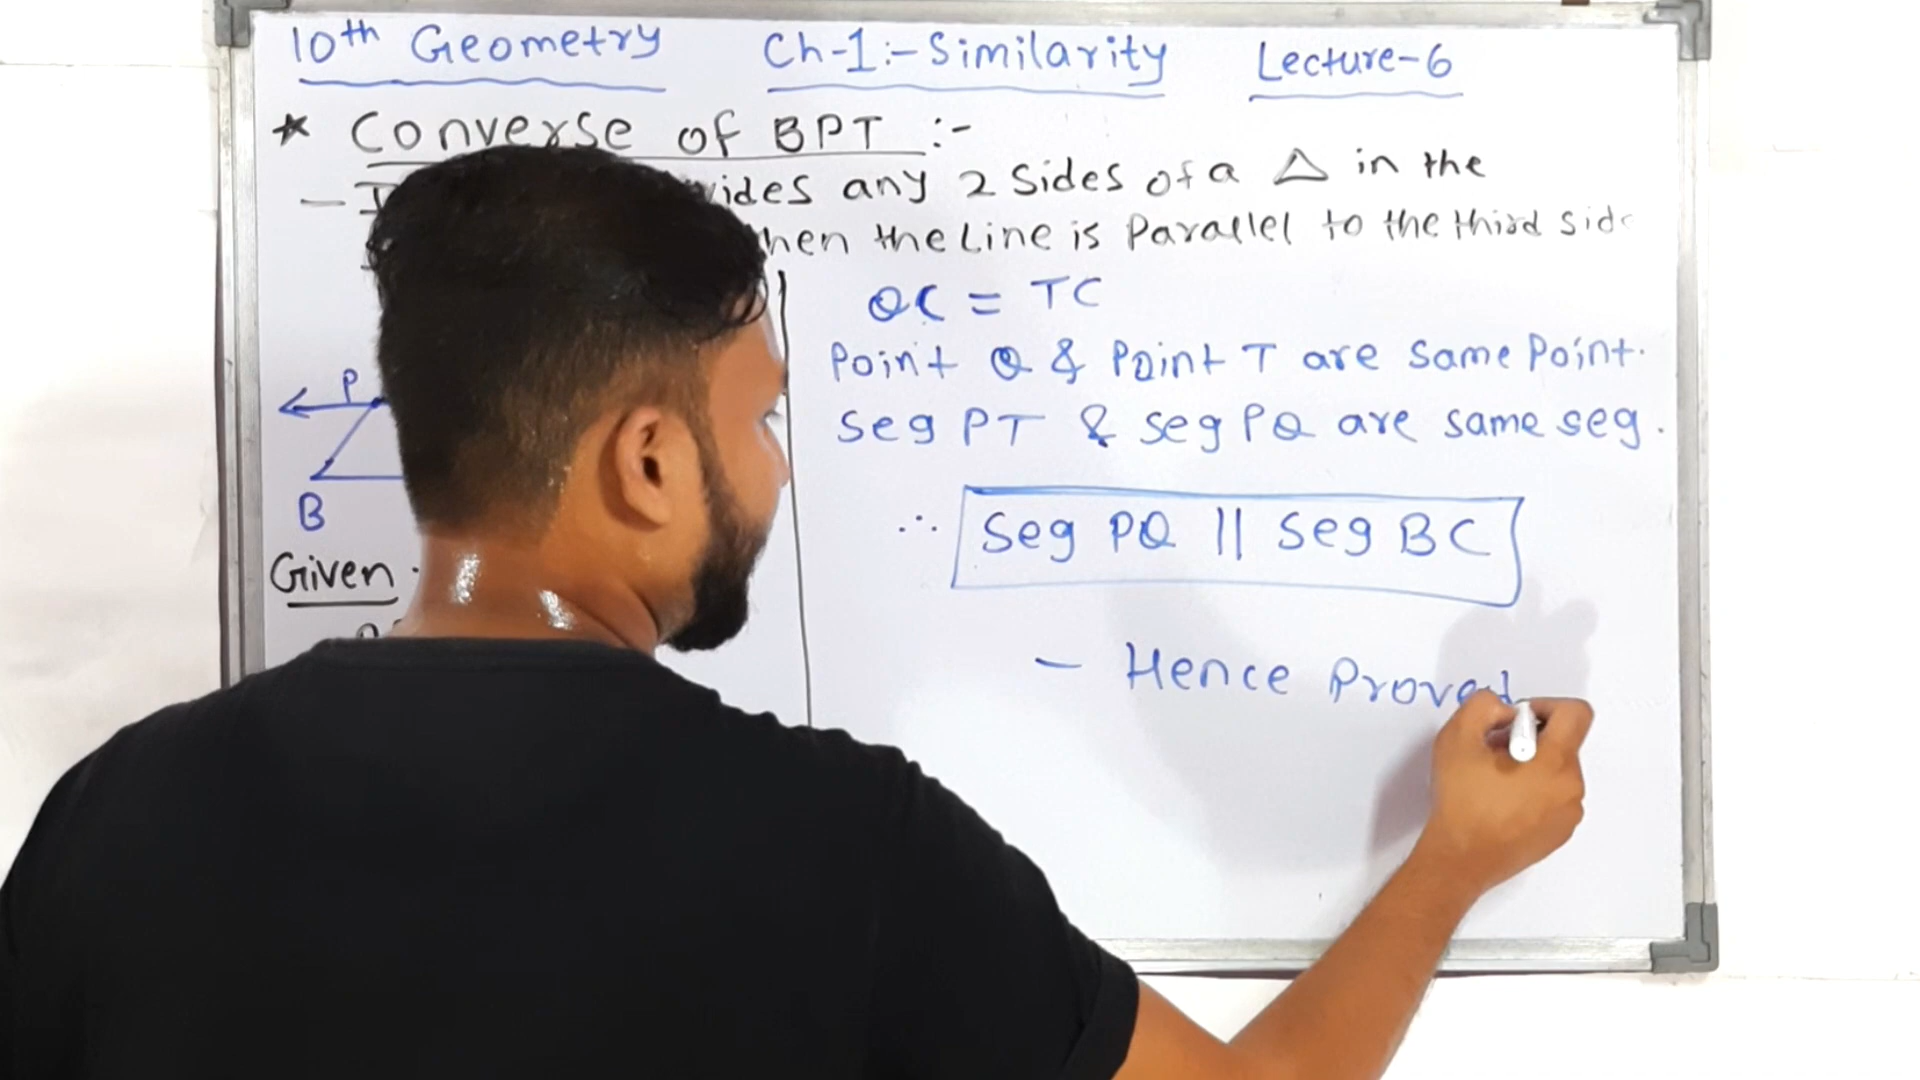 10th Geometry Ch-1:- Similarity Lecture-6
* Converse of BPT :-
any 2 Sides of a △ in the
the Line is Parallel to the third side
P
B
Given
QC = TC
Point Q & Point T are same Point.
seg PT & seg PQ are same seg.
∴ Seg PQ || seg BC
- Hence Proved